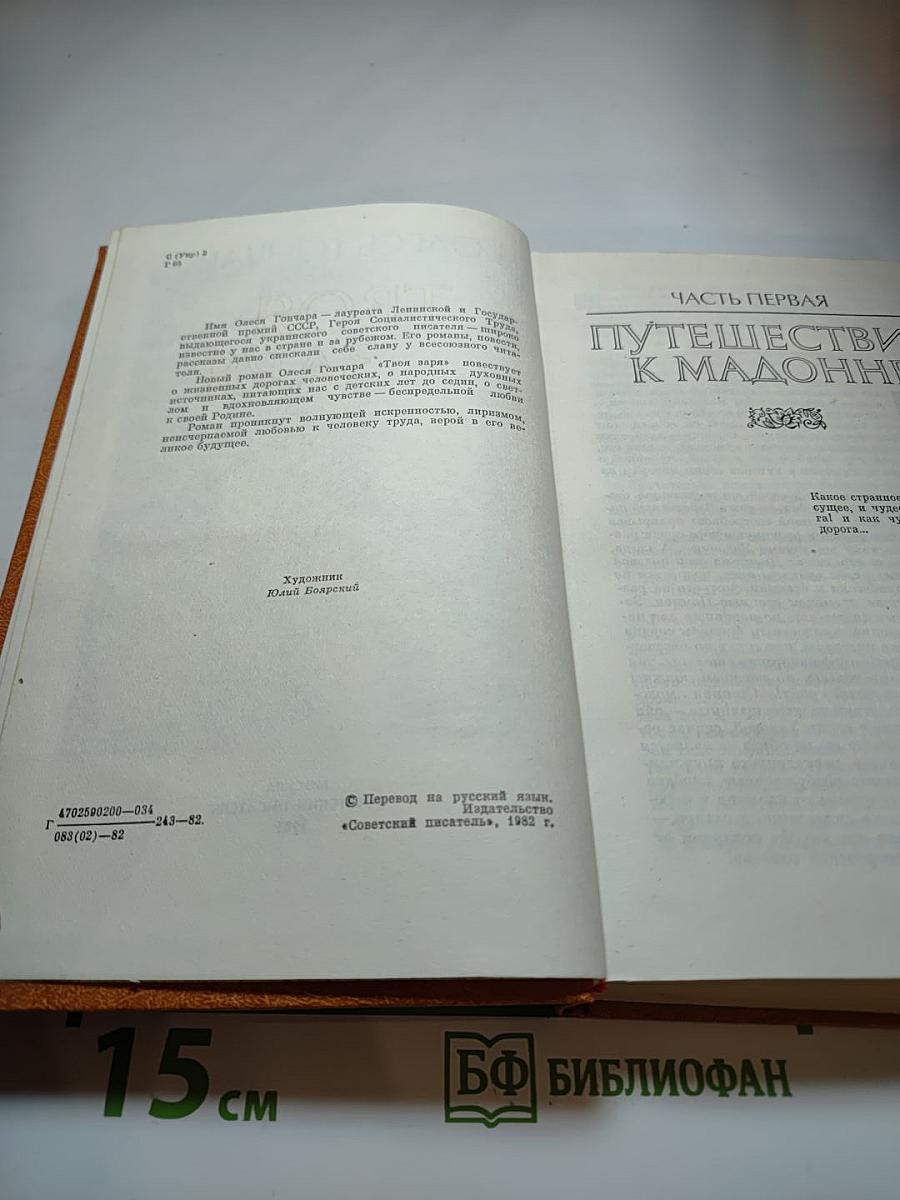 С (Укр) 2
Г 65
Имя Олеся Гончара — лауреата Ленинской и Государ-
ственной премий СССР, Героя Социалистического Труда,
выдающегося украинского советского писателя — широко
известно у нас в стране и за рубежом. Его романы, повести,
рассказы давно снискали себе славу у всесоюзного чита-
теля.
Новый роман Олеся Гончара «Твоя заря» повествует
о жизненных дорогах человеческих, о народных духовных
источниках, питающих нас с детских лет до седин, о свет-
лом и вдохновляющем чувстве — беспредельной любви
к своей Родине.
Роман проникнут волнующей искренностью, лиризмом,
неисчерпаемой любовью к человеку труда, верой в его ве-
ликое будущее.
Художник
Юлий Боярский
Г 4702590200—034
083(02)—82 —243—82.
© Перевод на русский язык.
Издательство
«Советский писатель», 1982 г.
ЧАСТЬ ПЕРВАЯ
ПУТЕШЕСТВИ
К МАДОНН
Какое странное
сущее, и чуде
га! и как чу
дорога...
15 см
БФ БИБЛИОФАН